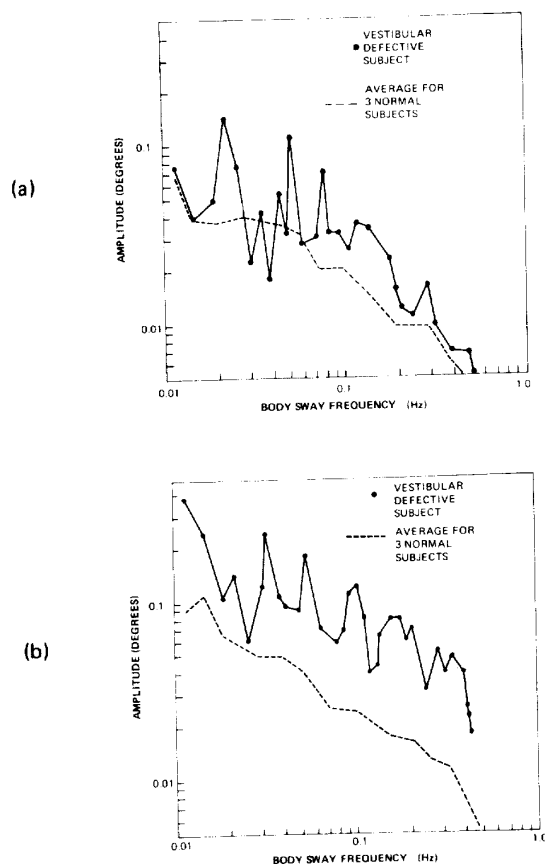 VESTIBULAR
DEFECTIVE
SUBJECT
AVERAGE FOR
3 NORMAL
SUBJECTS
(a)
AMPLITUDE (DEGREES)
0.1
0.01
0.01
0.1
1.0
BODY SWAY FREQUENCY (Hz)
VESTIBULAR
DEFECTIVE
SUBJECT
AVERAGE FOR
3 NORMAL
SUBJECTS
(b)
AMPLITUDE (DEGREES)
0.1
0.01
0.01
0.1
1.0
BODY SWAY FREQUENCY (Hz)